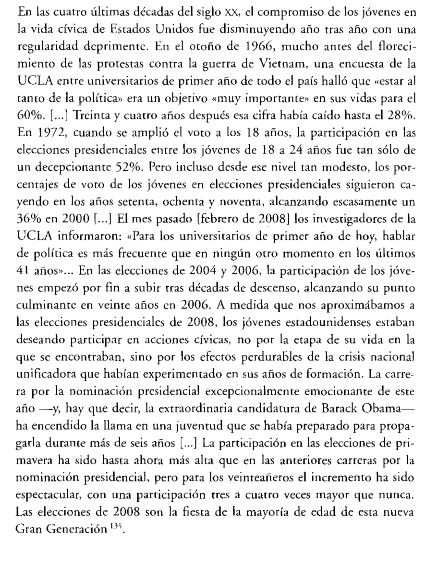 En las cuatro últimas décadas del siglo XX, el compromiso de los jóvenes en
la vida cívica de Estados Unidos fue disminuyendo año tras año con una
regularidad deprimente. En el otoño de 1966, mucho antes del floreci-
miento de las protestas contra la guerra de Vietnam, una encuesta de la
UCLA entre universitarios de primer año de todo el país halló que «estar al
tanto de la política» era un objetivo «muy importante» en sus vidas para el
60%. [...] Treinta y cuatro años después esa cifra había caído hasta el 28%.
En 1972, cuando se amplió el voto a los 18 años, la participación en las
elecciones presidenciales entre los jóvenes de 18 a 24 años fue tan sólo de
un decepcionante 52%. Pero incluso desde ese nivel tan modesto, los por-
centajes de voto de los jóvenes en elecciones presidenciales siguieron ca-
yendo en los años setenta, ochenta y noventa, alcanzando escasamente un
36% en 2000 [...] El mes pasado [febrero de 2008] los investigadores de la
UCLA informaron: «Para los universitarios de primer año de hoy, hablar
de política es más frecuente que en ningún otro momento en los últimos
41 años»... En las elecciones de 2004 y 2006, la participación de los jóve-
nes empezó por fin a subir tras décadas de descenso, alcanzando su punto
culminante en veinte años en 2006. A medida que nos aproximábamos a
las elecciones presidenciales de 2008, los jóvenes estadounidenses estaban
deseando participar en acciones cívicas, no por la etapa de su vida en la
que se encontraban, sino por los efectos perdurables de la crisis nacional
unificadora que habían experimentado en sus años de formación. La carre-
ra por la nominación presidencial excepcionalmente emocionante de este
año —y, hay que decir, la extraordinaria candidatura de Barack Obama—
ha encendido la llama en una juventud que se había preparado para propa-
garla durante más de seis años [...] La participación en las elecciones de pri-
mavera ha sido hasta ahora más alta que en las anteriores carreras por la
nominación presidencial, pero para los veinteañeros el incremento ha sido
espectacular, con una participación tres a cuatro veces mayor que nunca.
Las elecciones de 2008 son la fiesta de la mayoría de edad de esta nueva
Gran Generación 135.